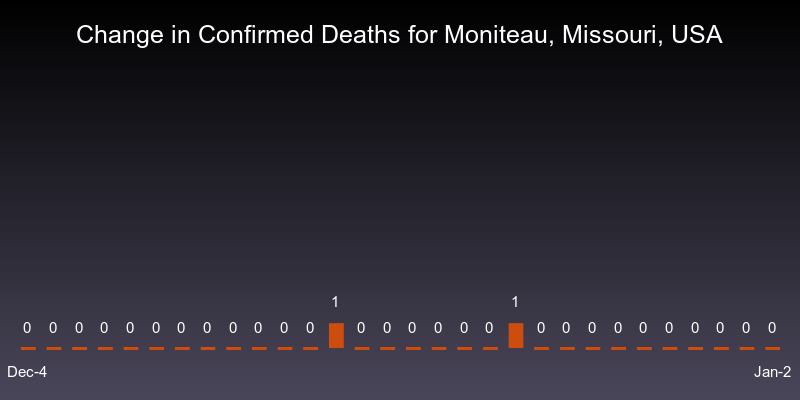 Change in Confirmed Deaths for Moniteau, Missouri, USA
1 1
0 0 0 0 0 0 0 0 0 0 0 0 0 0 0 0 0 0 0 0 0 0 0 0 0 0 0 0
Dec-4 Jan-2